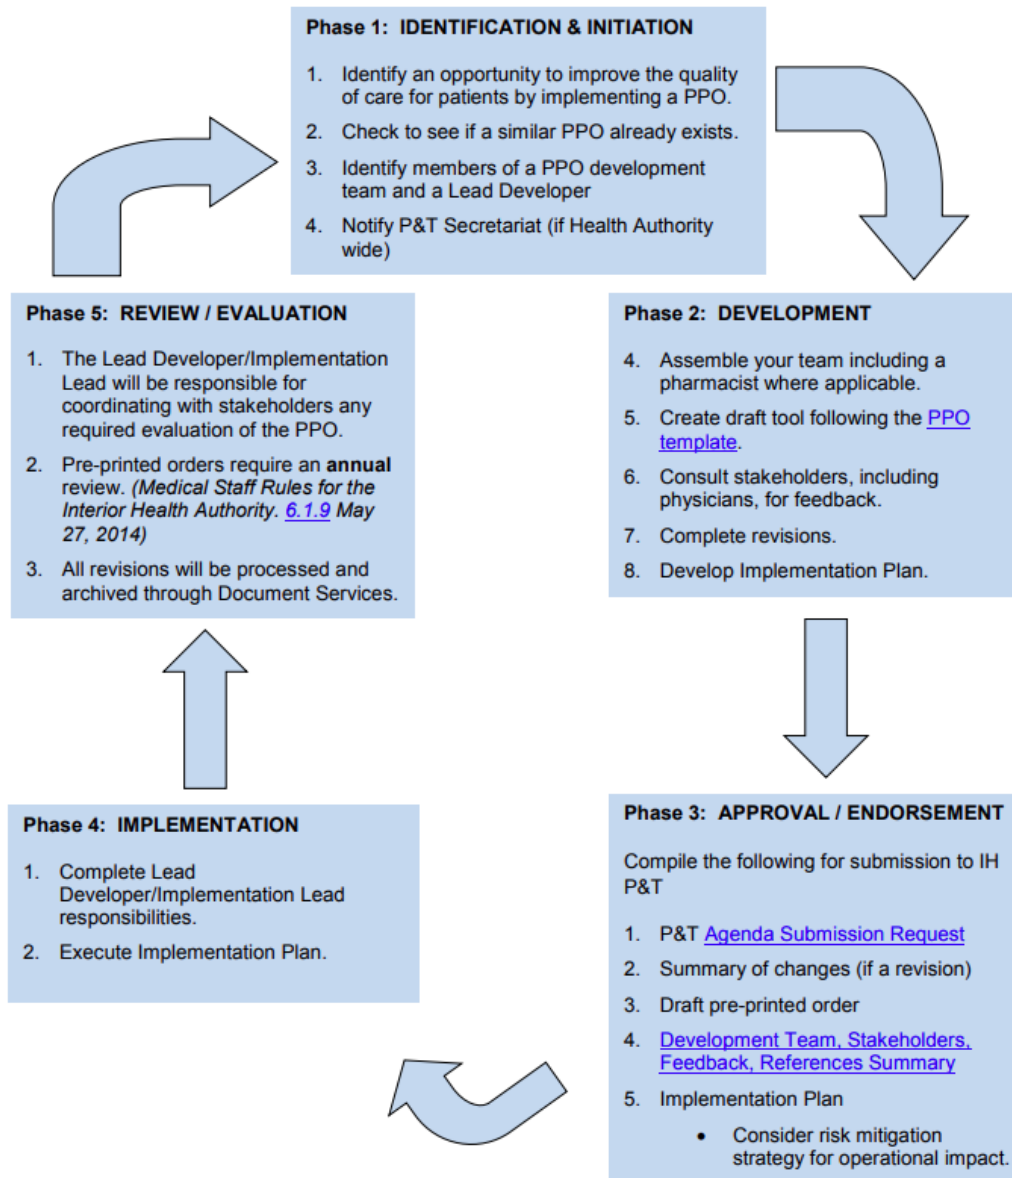 Phase 1: IDENTIFICATION & INITIATION
1. Identify an opportunity to improve the quality
of care for patients by implementing a PPO.
2. Check to see if a similar PPO already exists.
3. Identify members of a PPO development
team and a Lead Developer
4. Notify P&T Secretariat (if Health Authority
wide)
Phase 2: DEVELOPMENT
4. Assemble your team including a
pharmacist where applicable.
5. Create draft tool following the PPO
template.
6. Consult stakeholders, including
physicians, for feedback.
7. Complete revisions.
8. Develop Implementation Plan.
Phase 3: APPROVAL / ENDORSEMENT
Compile the following for submission to IH
P&T
1. P&T Agenda Submission Request
2. Summary of changes (if a revision)
3. Draft pre-printed order
4. Development Team, Stakeholders,
Feedback, References Summary
5. Implementation Plan
• Consider risk mitigation
strategy for operational impact.
Phase 4: IMPLEMENTATION
1. Complete Lead
Developer/Implementation Lead
responsibilities.
2. Execute Implementation Plan.
Phase 5: REVIEW / EVALUATION
1. The Lead Developer/Implementation
Lead will be responsible for
coordinating with stakeholders any
required evaluation of the PPO.
2. Pre-printed orders require an annual
review. (Medical Staff Rules for the
Interior Health Authority. 6.1.9 May
27, 2014)
3. All revisions will be processed and
archived through Document Services.